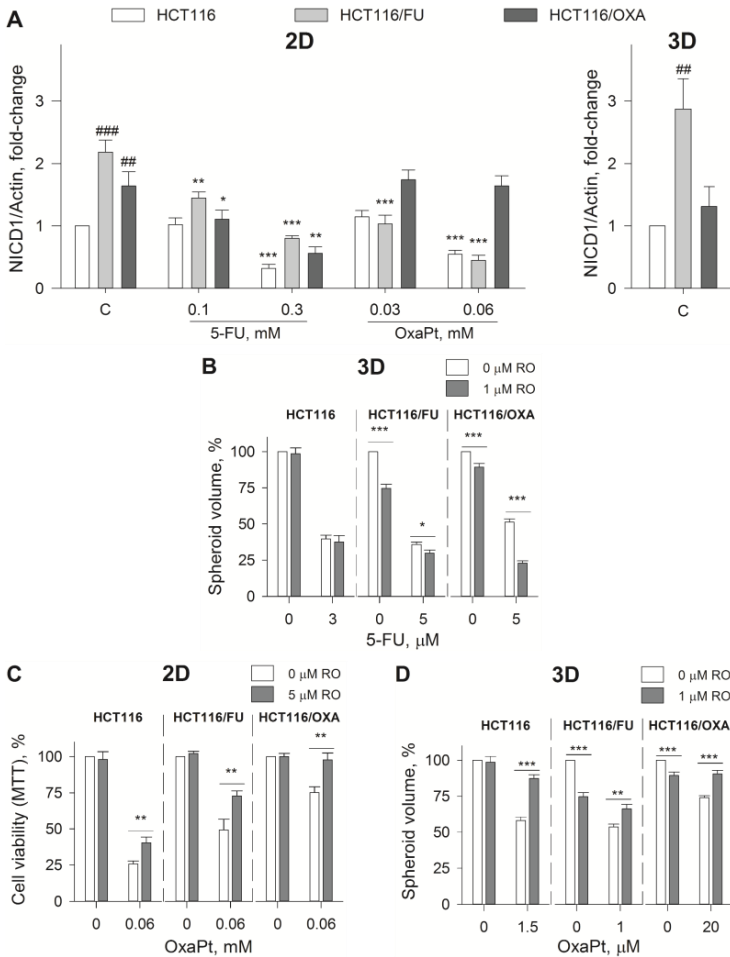 A
HCT116 HCT116/FU HCT116/OXA
2D 3D
NICD1/Actin, fold-change
3
2
1
0
###
##
**
*
***
***
**
***
***
***
C 0.1 0.3 0.03 0.06
5-FU, mM OxaPt, mM
NICD1/Actin, fold-change
3
2
1
0
##
C
B 3D
0 μM RO
1 μM RO
HCT116 HCT116/FU HCT116/OXA
Spheroid volume, %
100
75
50
25
0
*** ***
* ***
0 3 0 5 0 5
5-FU, μM
C 2D
0 μM RO
5 μM RO
HCT116 HCT116/FU HCT116/OXA
Cell viability (MTT), %
100
75
50
25
0
** ** **
0 0.06 0 0.06 0 0.06
OxaPt, mM
D 3D
0 μM RO
1 μM RO
HCT116 HCT116/FU HCT116/OXA
Spheroid volume, %
100
75
50
25
0
*** *** ** *** ***
0 1.5 0 1 0 20
OxaPt, μM